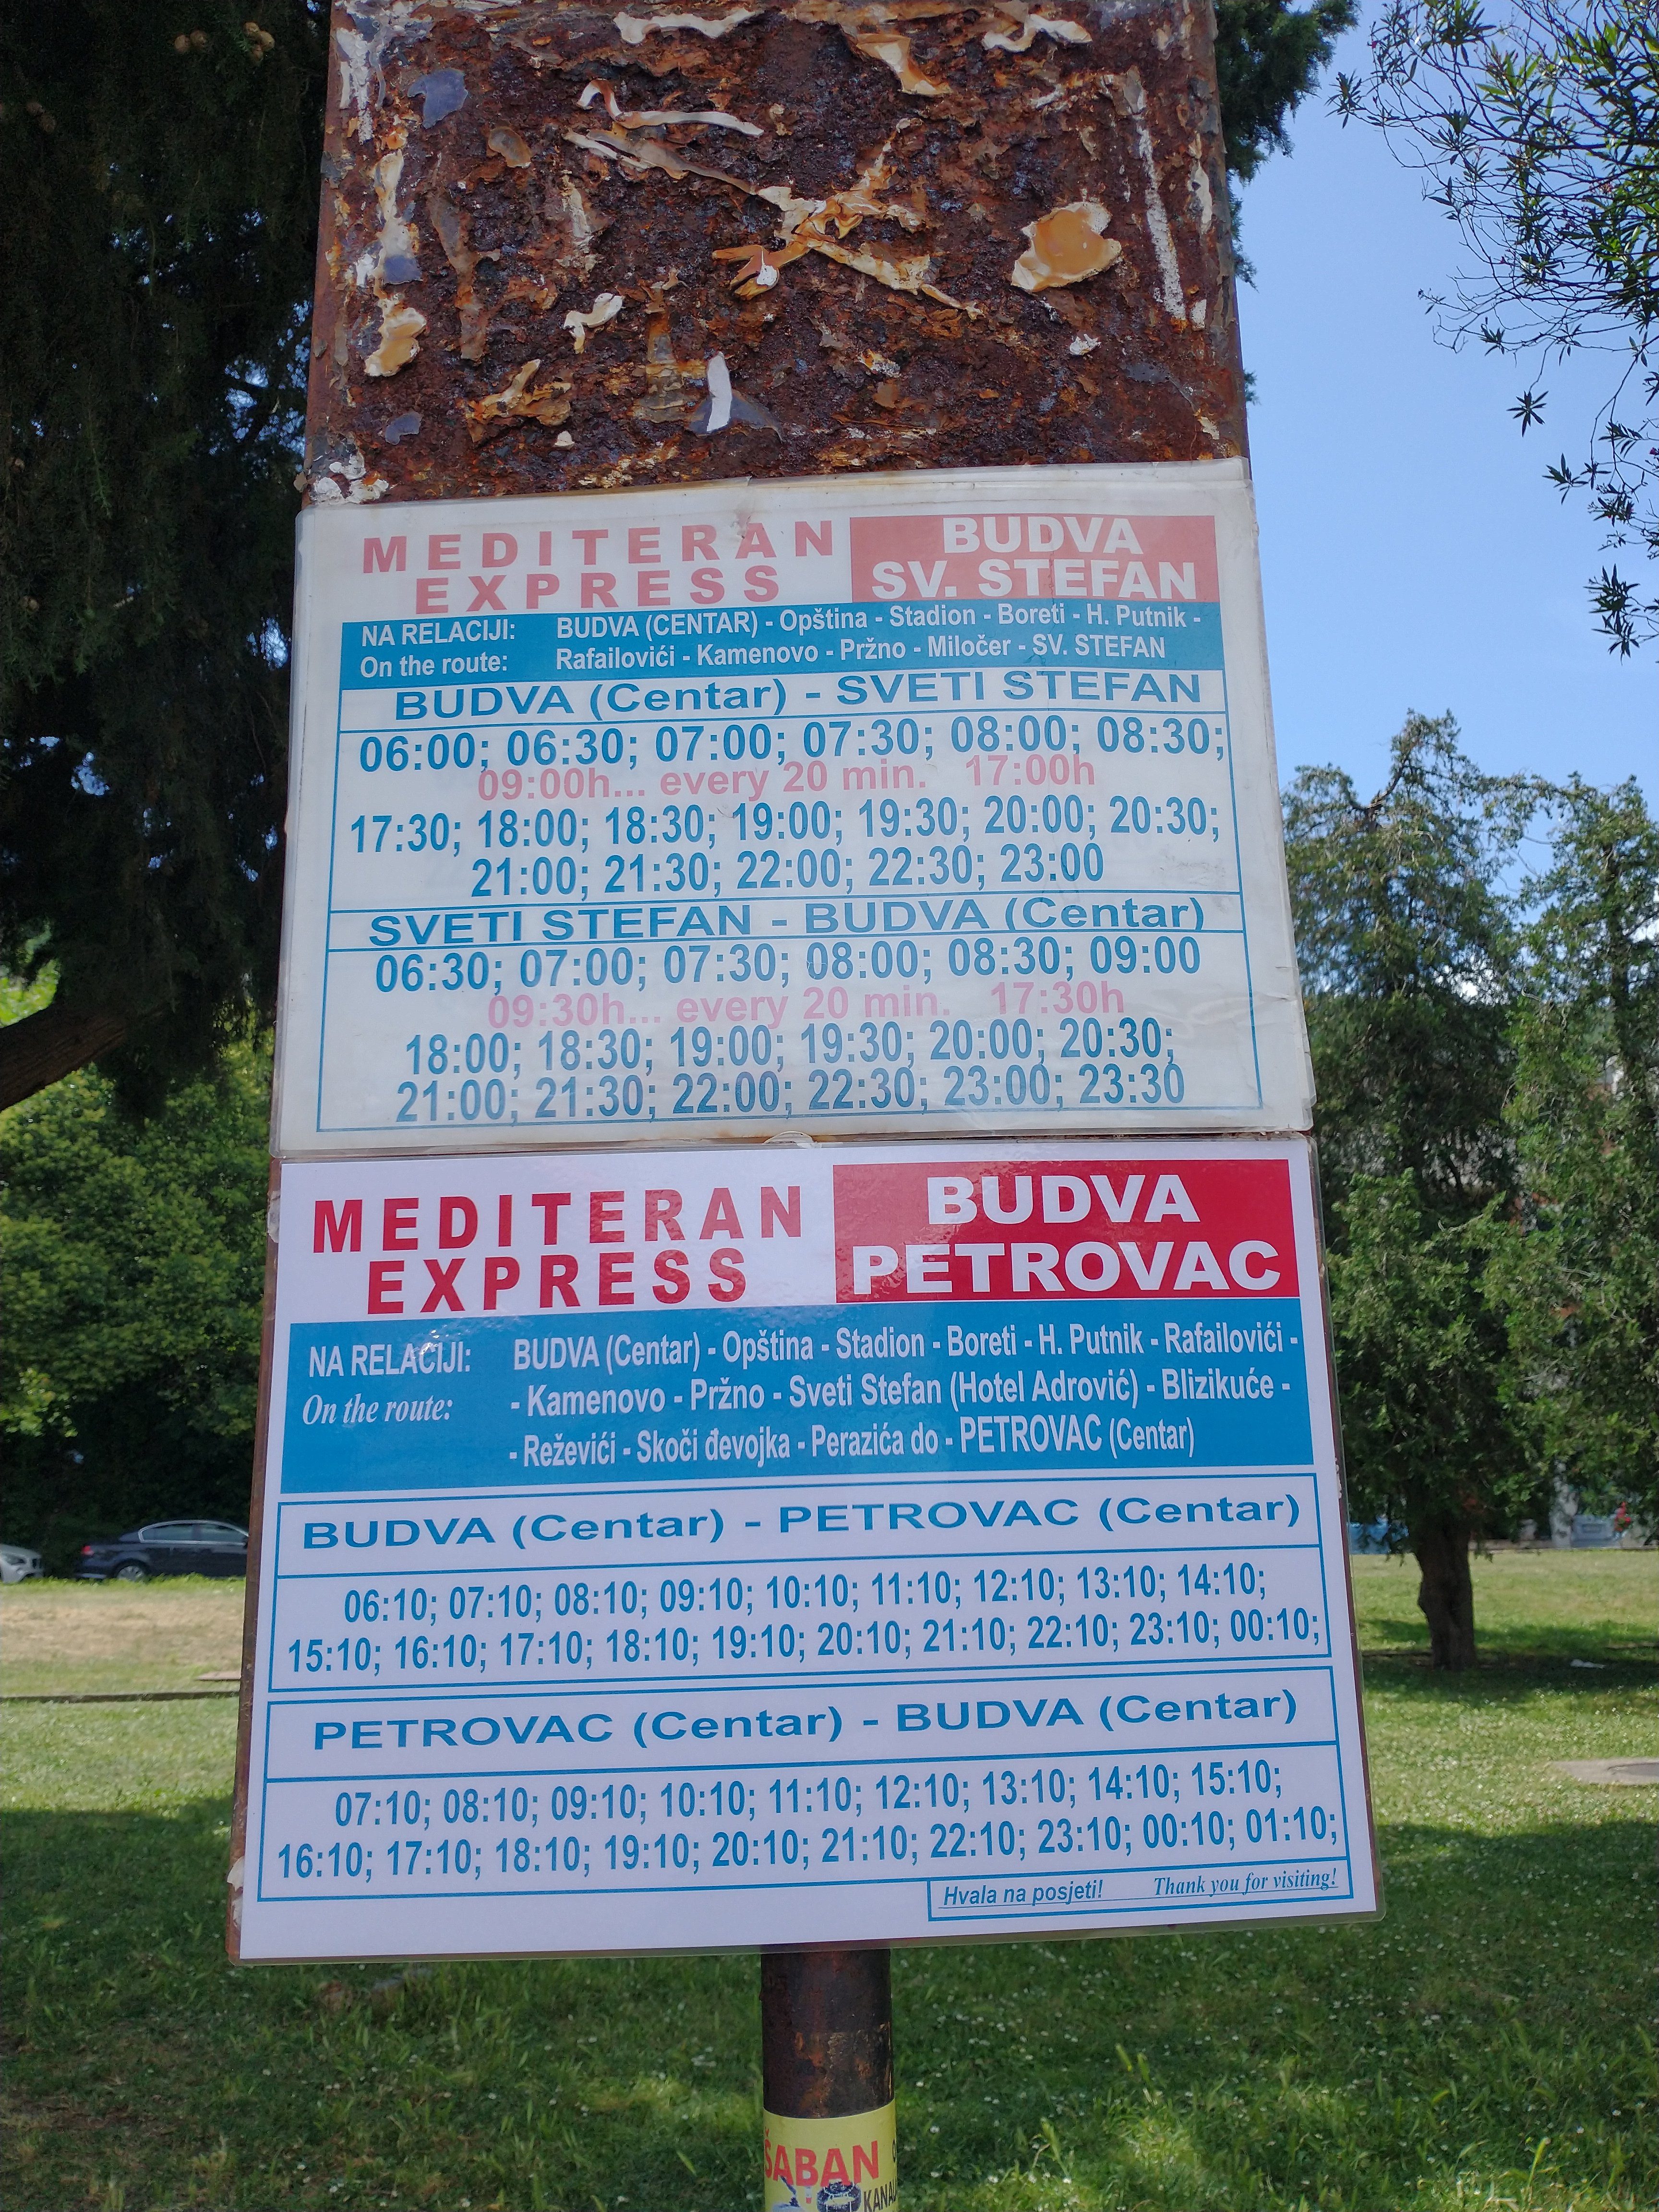 MEDITERAN
EXPRESS
BUDVA
SV. STEFAN
NA RELACIJI: BUDVA (CENTAR) - Opština - Stadion - Boreti - H. Putnik -
On the route: Rafailovići - Kamenovo - Pržno - Miločer - SV. STEFAN
BUDVA (Centar) - SVETI STEFAN
06:00; 06:30; 07:00; 07:30; 08:00; 08:30;
09:00h... every 20 min. 17:00h
17:30; 18:00; 18:30; 19:00; 19:30; 20:00; 20:30;
21:00; 21:30; 22:00; 22:30; 23:00
SVETI STEFAN - BUDVA (Centar)
06:30; 07:00; 07:30; 08:00; 08:30; 09:00
09:30h... every 20 min. 17:30h
18:00; 18:30; 19:00; 19:30; 20:00; 20:30;
21:00; 21:30; 22:00; 22:30; 23:00; 23:30
MEDITERAN
EXPRESS
BUDVA
PETROVAC
NA RELACIJI: BUDVA (Centar) - Opština - Stadion - Boreti - H. Putnik - Rafailovići -
On the route: - Kamenovo - Pržno - Sveti Stefan (Hotel Adrović) - Blizikuće -
- Reževići - Skoči đevojka - Perazića do - PETROVAC (Centar)
BUDVA (Centar) - PETROVAC (Centar)
06:10; 07:10; 08:10; 09:10; 10:10; 11:10; 12:10; 13:10; 14:10;
15:10; 16:10; 17:10; 18:10; 19:10; 20:10; 21:10; 22:10; 23:10; 00:10;
PETROVAC (Centar) - BUDVA (Centar)
07:10; 08:10; 09:10; 10:10; 11:10; 12:10; 13:10; 14:10; 15:10;
16:10; 17:10; 18:10; 19:10; 20:10; 21:10; 22:10; 23:10; 00:10; 01:10;
Hvala na posjeti! Thank you for visiting!
ŠABAN